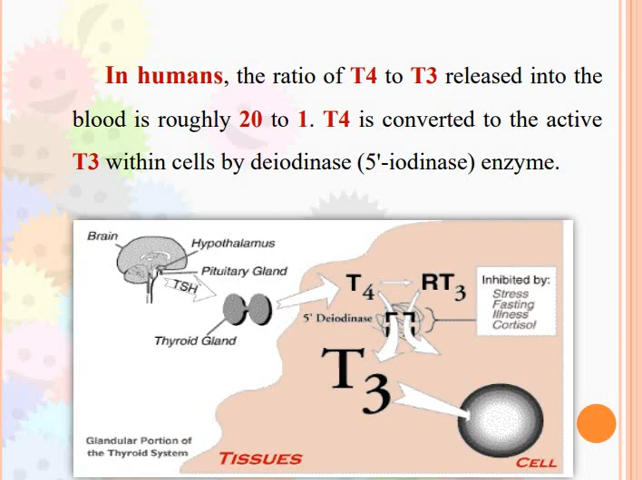 In humans, the ratio of T4 to T3 released into the
blood is roughly 20 to 1. T4 is converted to the active
T3 within cells by deiodinase (5'-iodinase) enzyme.
Brain
Hypothalamus
Pituitary Gland
TSH
Thyroid Gland
T4
RT3
Inhibited by:
Stress
Fasting
Illness
Cortisol
5' Deiodinase
T3
Glandular Portion of
the Thyroid System
TISSUES
CELL